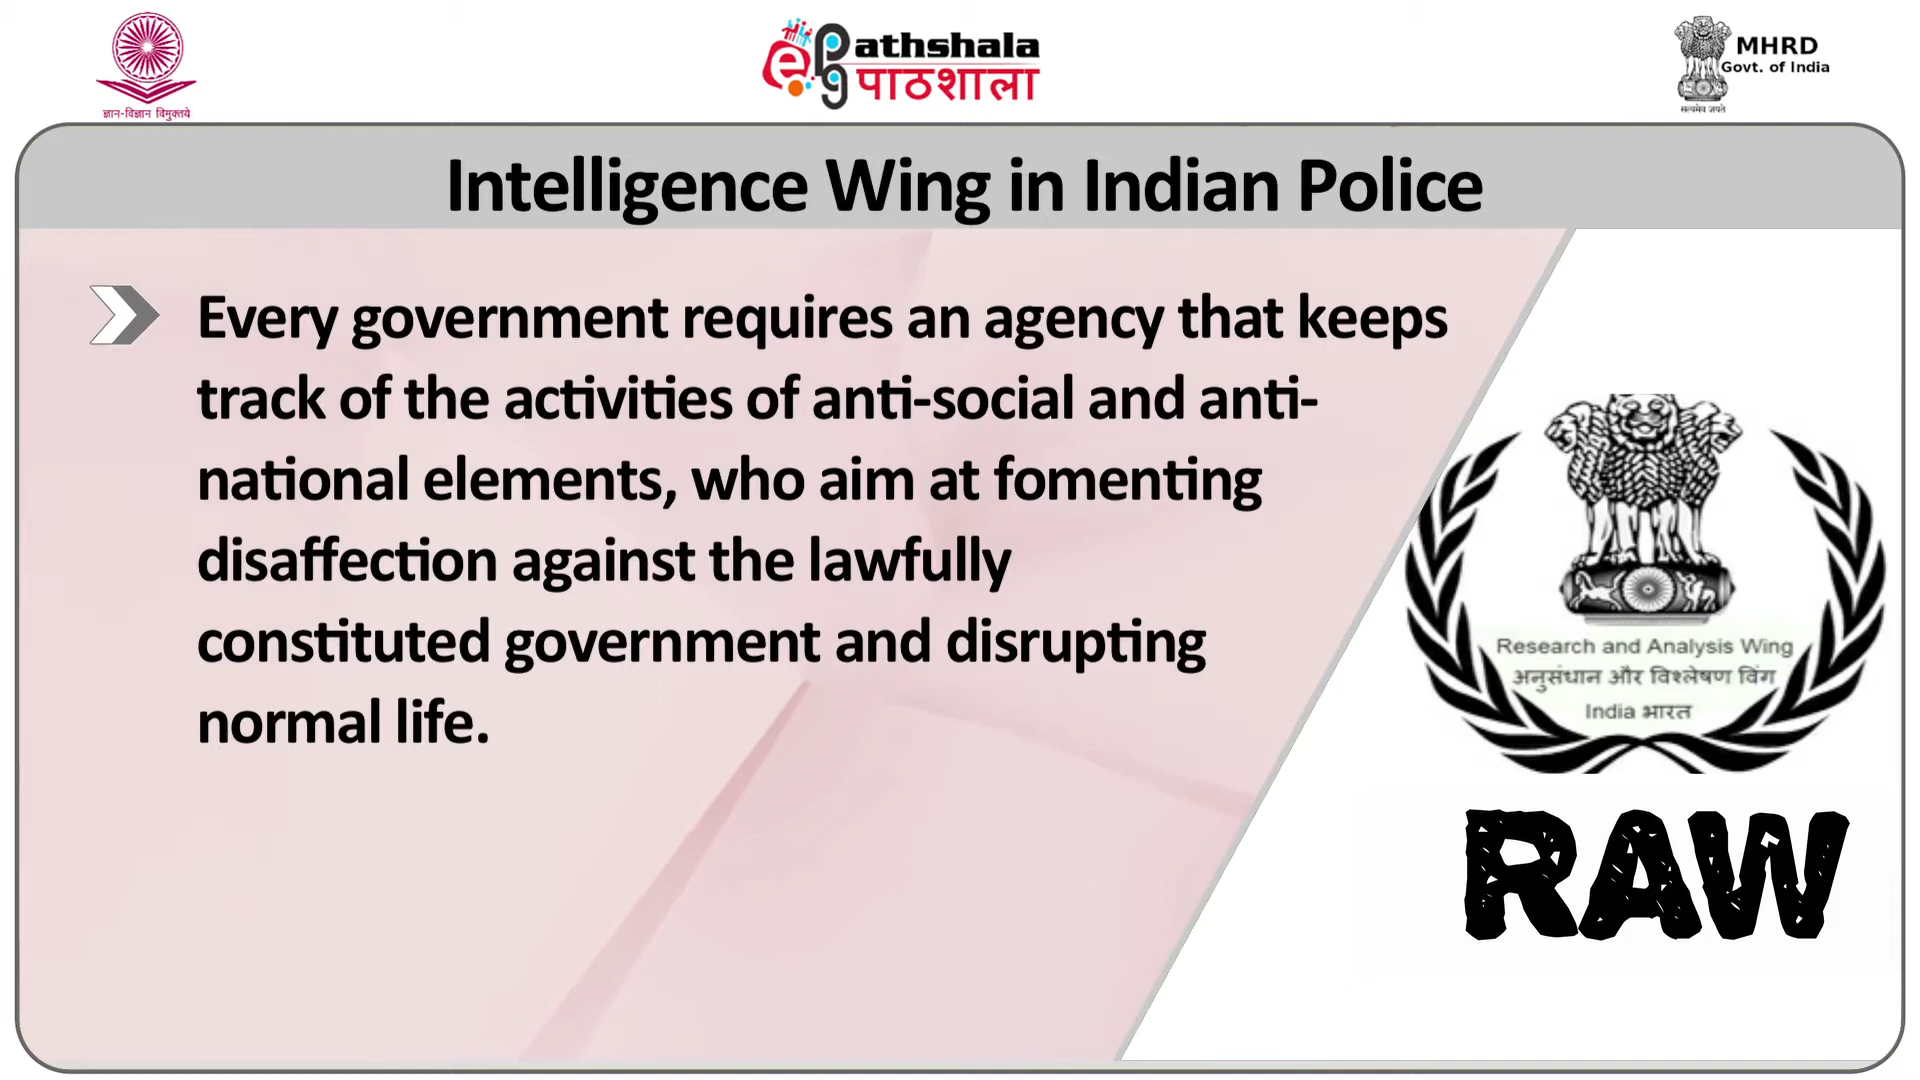 ज्ञान-विज्ञान विमुक्तये
ePG athshala
पाठशाला
MHRD
Govt. of India
सत्यमेव जयते
Intelligence Wing in Indian Police
Every government requires an agency that keeps
track of the activities of anti-social and anti-
national elements, who aim at fomenting
disaffection against the lawfully
constituted government and disrupting
normal life.
Research and Analysis Wing
अनुसंधान और विश्लेषण विंग
India भारत
RAW